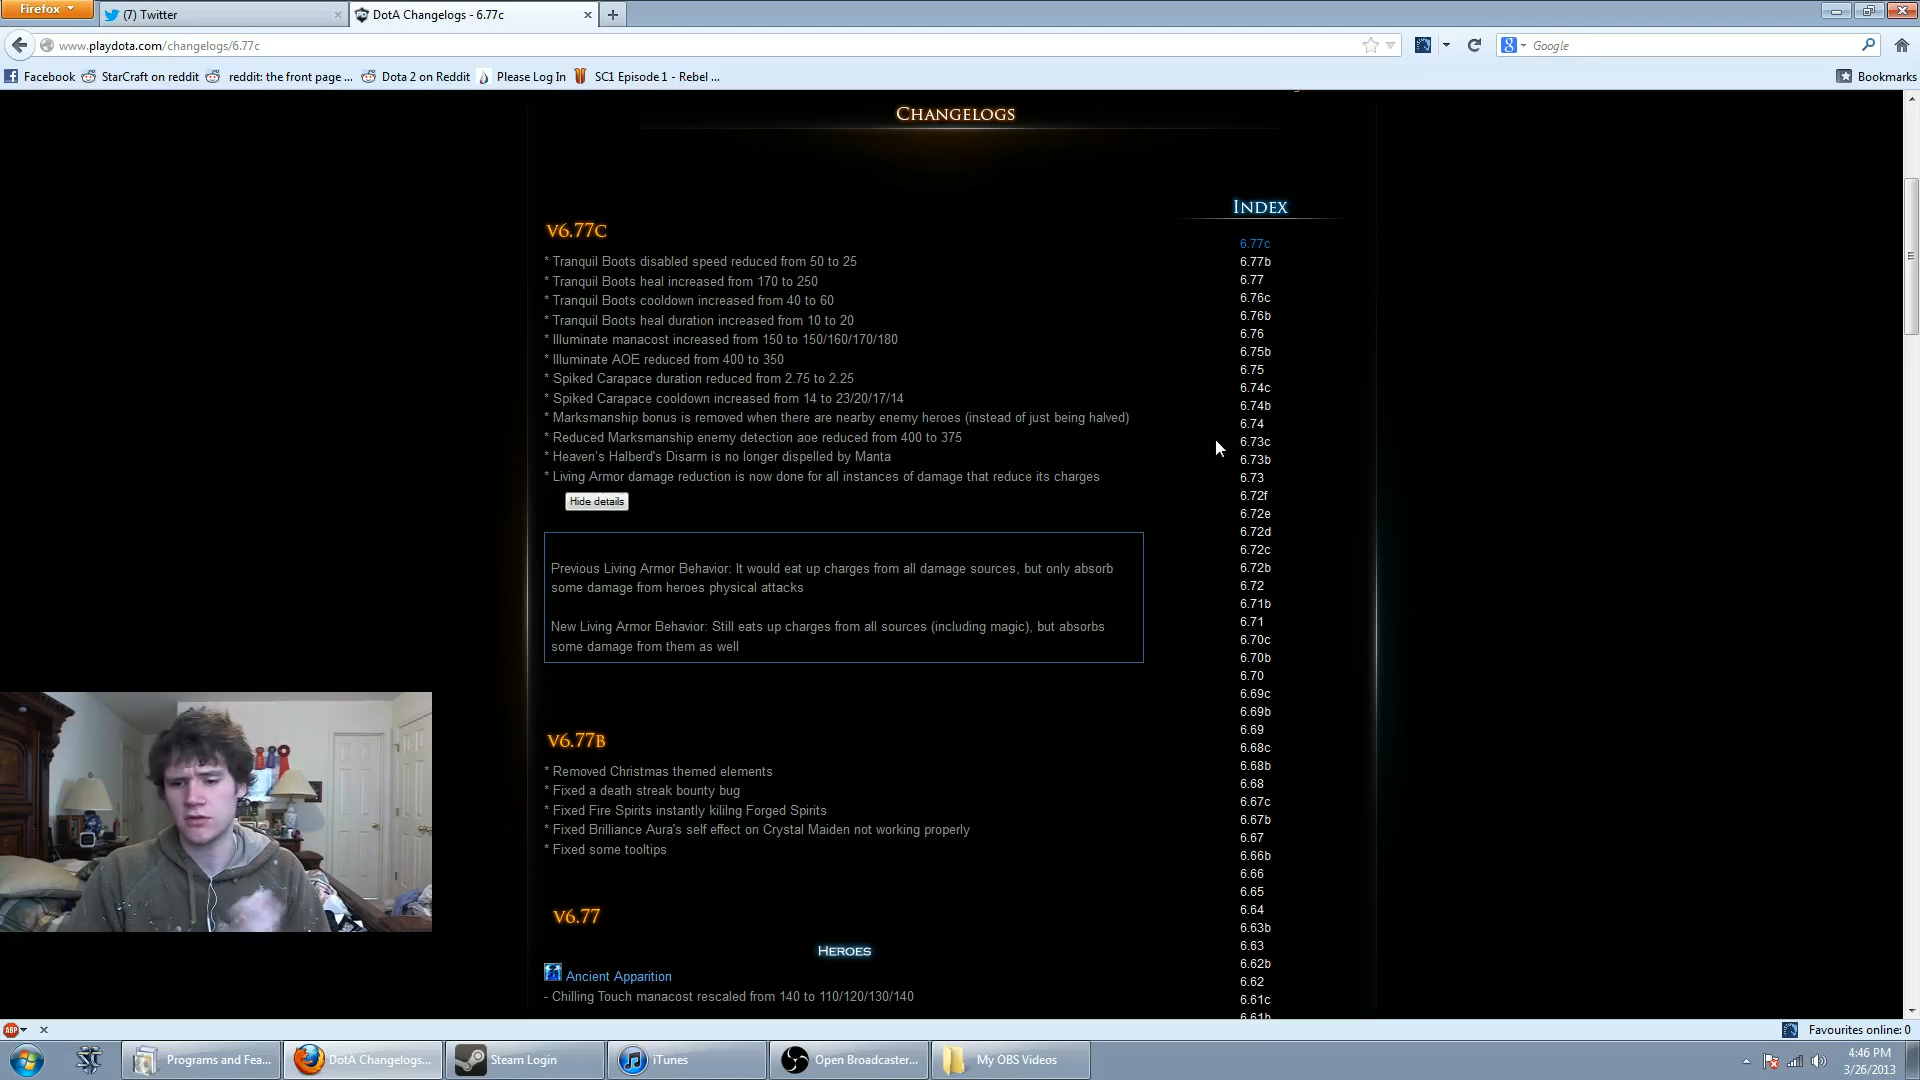 Firefox
(7) Twitter
DotA Changelogs - 6.77c
www.playdota.com/changelogs/6.77c
Google
Facebook
StarCraft on reddit
reddit: the front page ...
Dota 2 on Reddit
Please Log In
SC1 Episode 1 - Rebel ...
Bookmarks
Changelogs
Index
v6.77c
* Tranquil Boots disabled speed reduced from 50 to 25
* Tranquil Boots heal increased from 170 to 250
* Tranquil Boots cooldown increased from 40 to 60
* Tranquil Boots heal duration increased from 10 to 20
* Illuminate manacost increased from 150 to 150/160/170/180
* Illuminate AOE reduced from 400 to 350
* Spiked Carapace duration reduced from 2.75 to 2.25
* Spiked Carapace cooldown increased from 14 to 23/20/17/14
* Marksmanship bonus is removed when there are nearby enemy heroes (instead of just being halved)
* Reduced Marksmanship enemy detection aoe reduced from 400 to 375
* Heaven's Halberd's Disarm is no longer dispelled by Manta
* Living Armor damage reduction is now done for all instances of damage that reduce its charges
Hide details
Previous Living Armor Behavior: It would eat up charges from all damage sources, but only absorb
some damage from heroes physical attacks
New Living Armor Behavior: Still eats up charges from all sources (including magic), but absorbs
some damage from them as well
v6.77b
* Removed Christmas themed elements
* Fixed a death streak bounty bug
* Fixed Fire Spirits instantly kililng Forged Spirits
* Fixed Brilliance Aura's self effect on Crystal Maiden not working properly
* Fixed some tooltips
v6.77
Heroes
Ancient Apparition
- Chilling Touch manacost rescaled from 140 to 110/120/130/140
6.77c
6.77b
6.77
6.76c
6.76b
6.76
6.75b
6.75
6.74c
6.74b
6.74
6.73c
6.73b
6.73
6.72f
6.72e
6.72d
6.72c
6.72b
6.72
6.71b
6.71
6.70c
6.70b
6.70
6.69c
6.69b
6.69
6.68c
6.68b
6.68
6.67c
6.67b
6.67
6.66b
6.66
6.65
6.64
6.63b
6.63
6.62b
6.62
6.61c
6.61b
ABP
Favourites online: 0
Programs and Fea...
DotA Changelogs...
Steam Login
iTunes
Open Broadcaster...
My OBS Videos
4:46 PM
3/26/2013